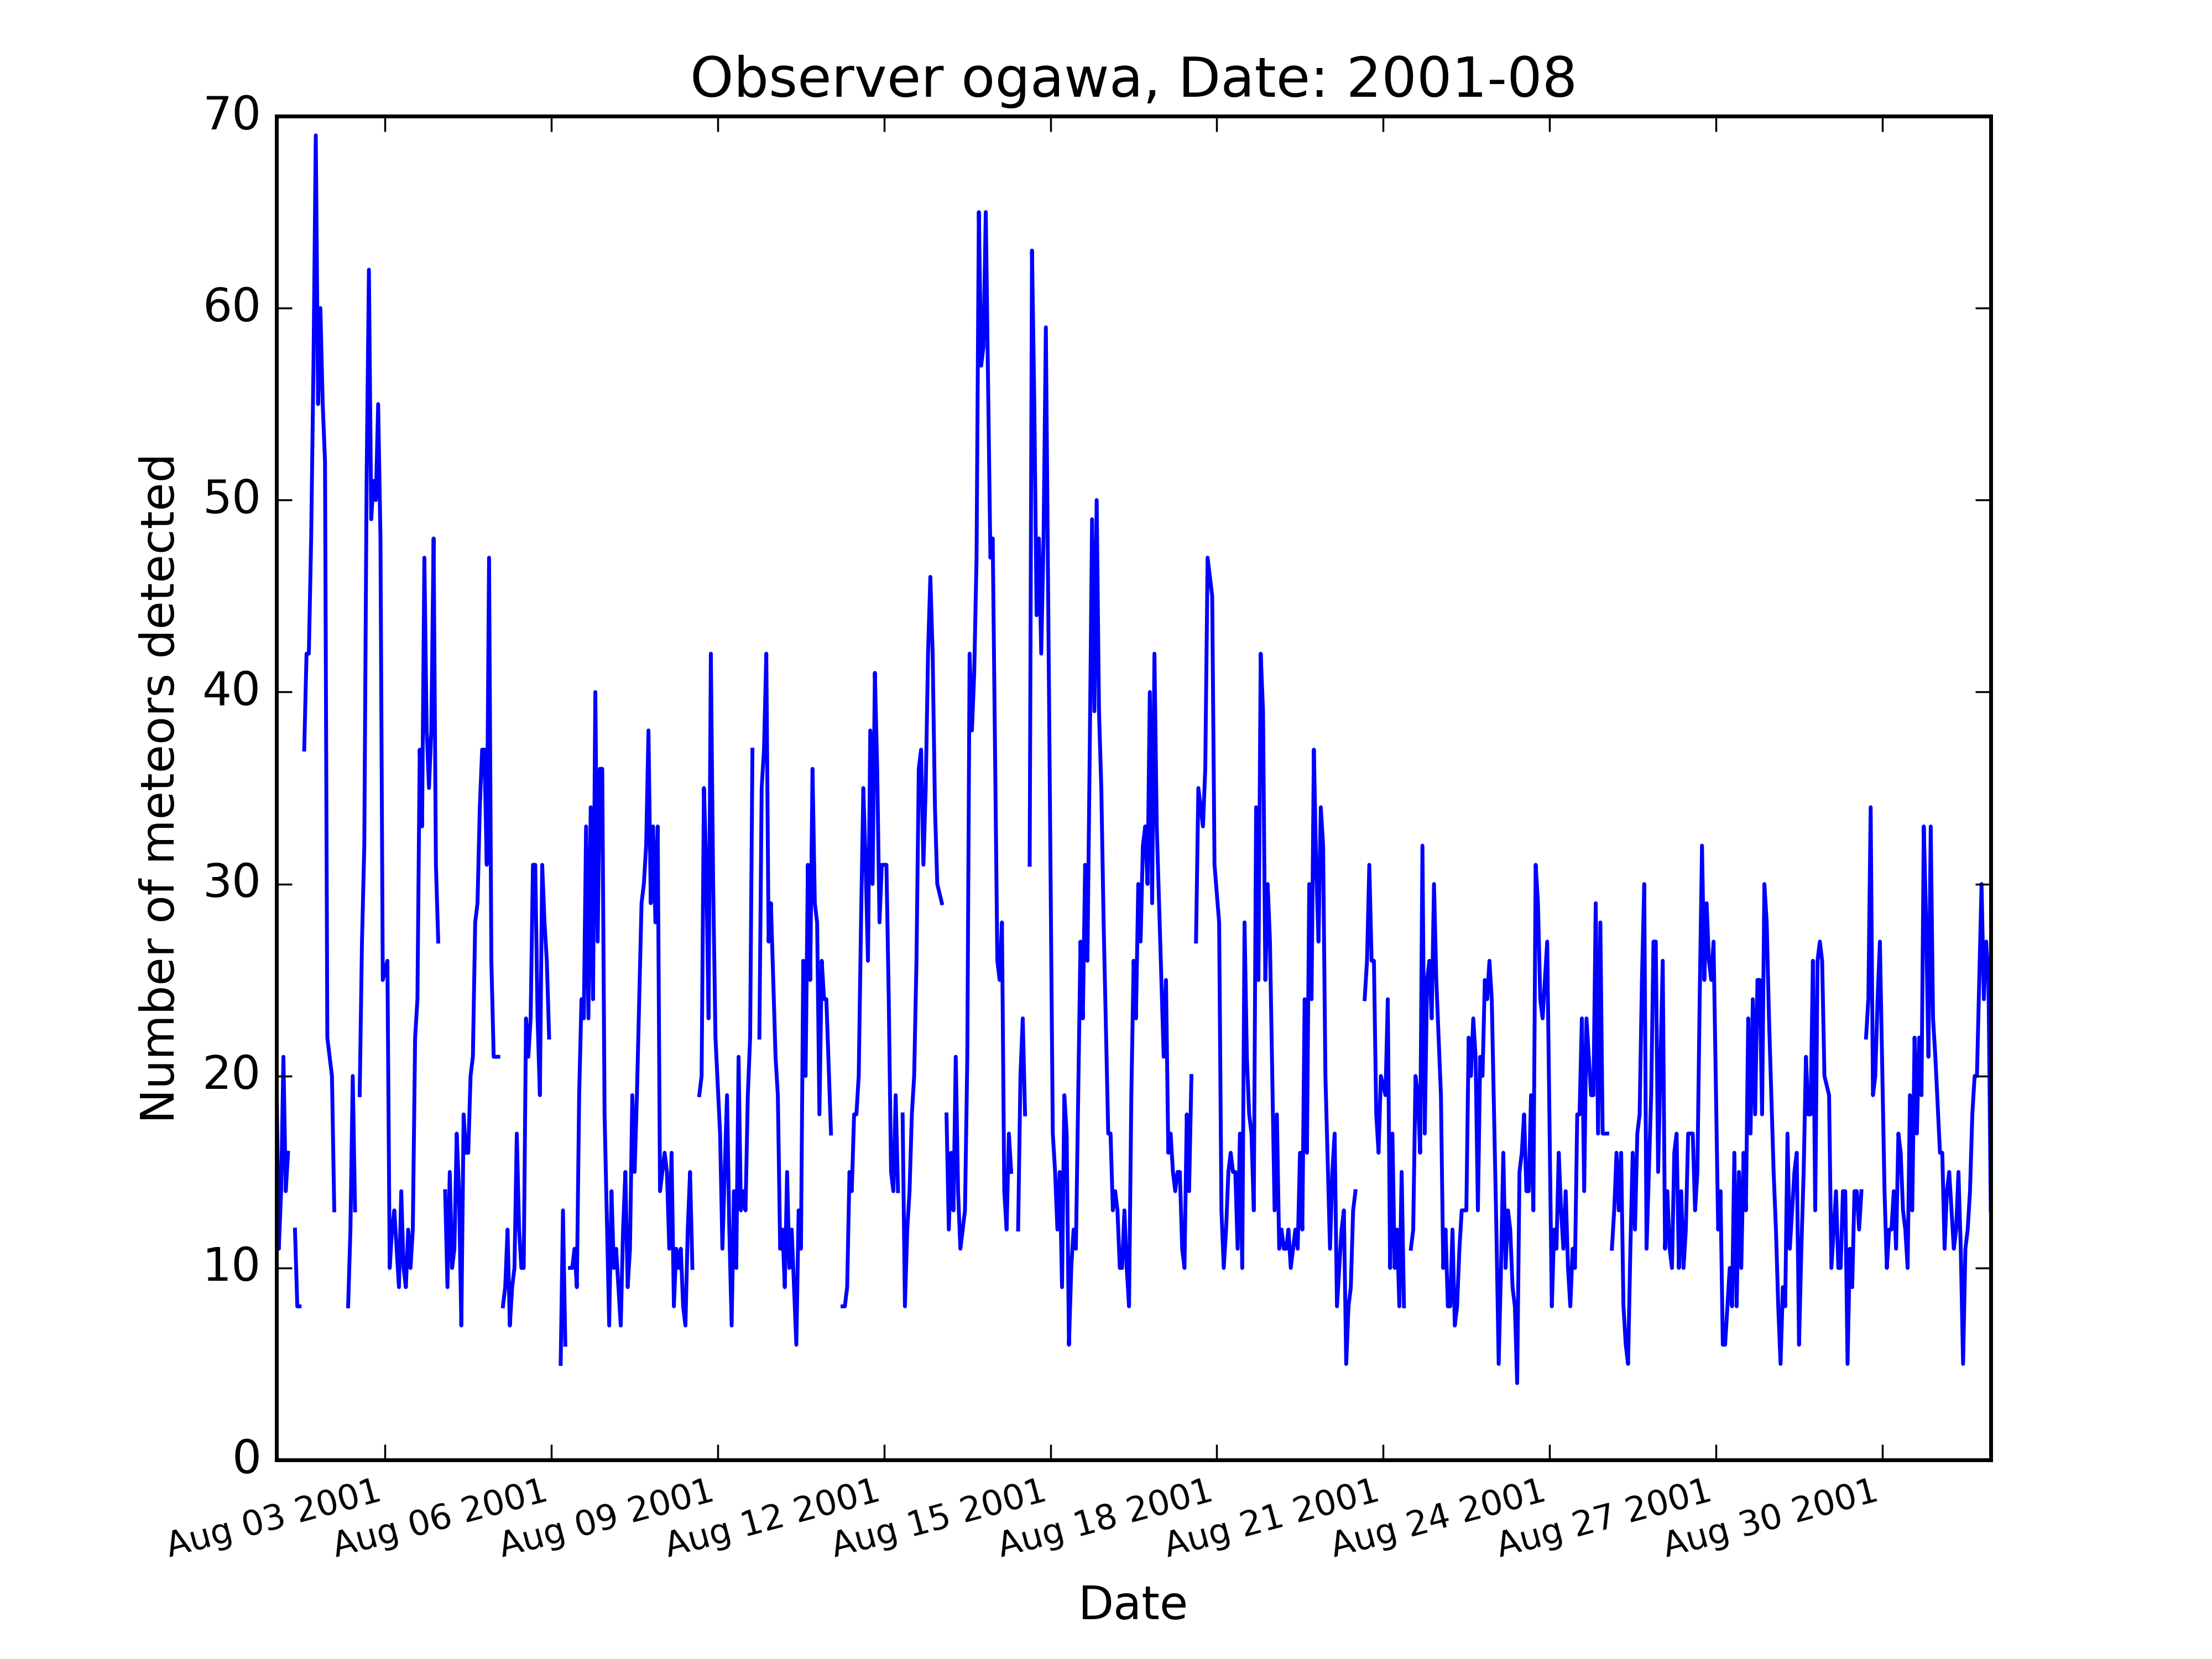 Observer ogawa, Date: 2001-08
Number of meteors detected
70
60
50
40
30
20
10
0
Aug 03 2001
Aug 06 2001
Aug 09 2001
Aug 12 2001
Aug 15 2001
Aug 18 2001
Aug 21 2001
Aug 24 2001
Aug 27 2001
Aug 30 2001
Date